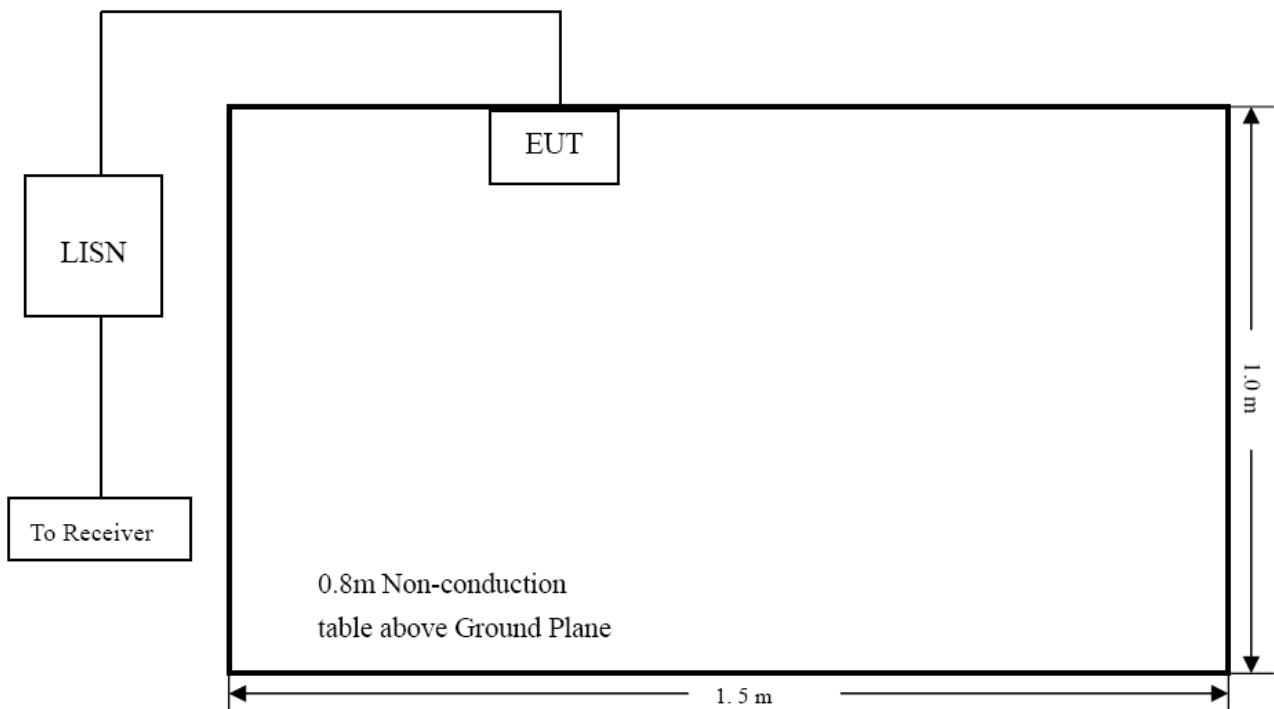 EUT
LISN
1.0 m
To Receiver
0.8m Non-conduction
table above Ground Plane
1. 5 m